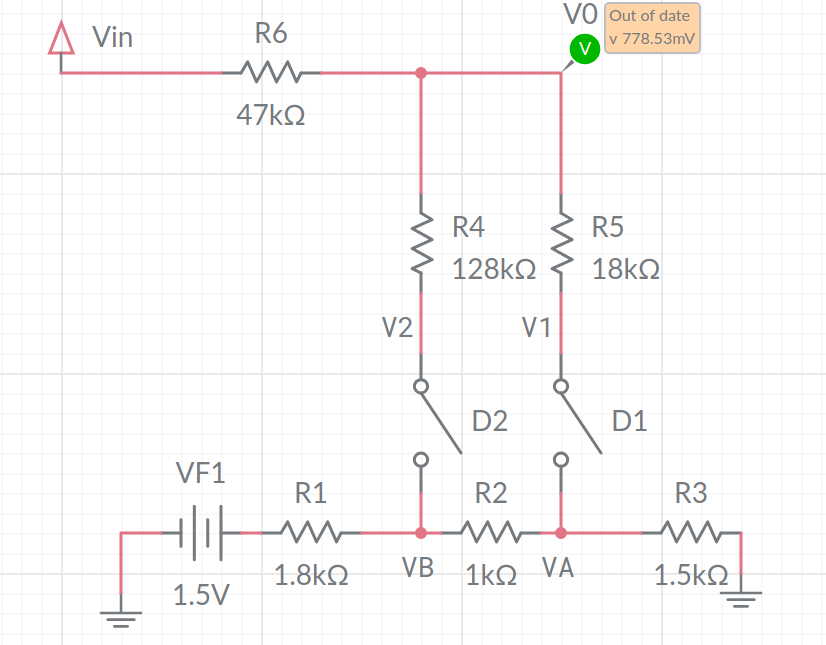 V0
Out of date
v 778.53mV
V
Vin
R6
47kΩ
R4
128kΩ
R5
18kΩ
V2
V1
D2
D1
VF1
1.5V
R1
1.8kΩ
VB
R2
1kΩ
VA
R3
1.5kΩ